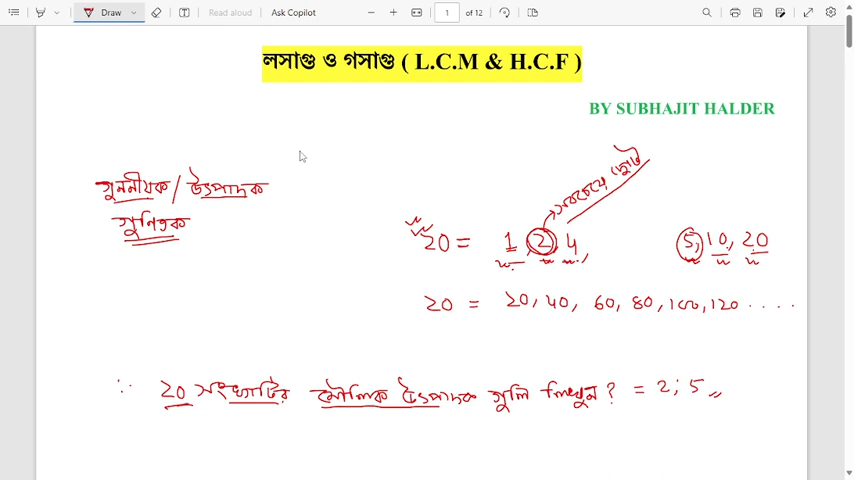 Draw
Read aloud
Ask Copilot
1 of 12
লসাগু ও গসাগু ( L.C.M & H.C.F )
BY SUBHAJIT HALDER
গুননীয়ক / উৎপাদক
গুনিতক
সবচেয়ে ছোট
20 = 1, 2, 4, 5, 10, 20
20 = 20, 40, 60, 80, 100, 120 .....
∵ 20 সংখ্যাটির মৌলিক উৎপাদক গুলি লিখুন? = 2; 5